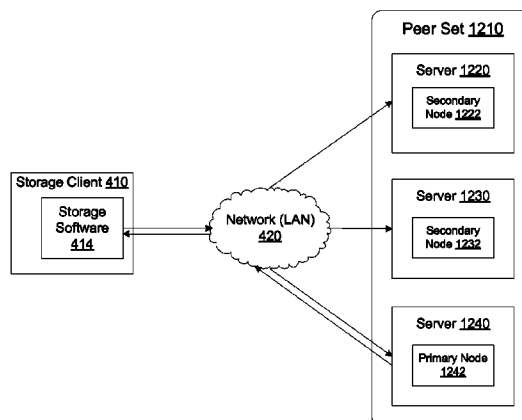 Peer Set 1210
Server 1220
Secondary
Node 1222
Storage Client 410
Storage
Software
414
Network (LAN)
420
Server 1230
Secondary
Node 1232
Server 1240
Primary Node
1242